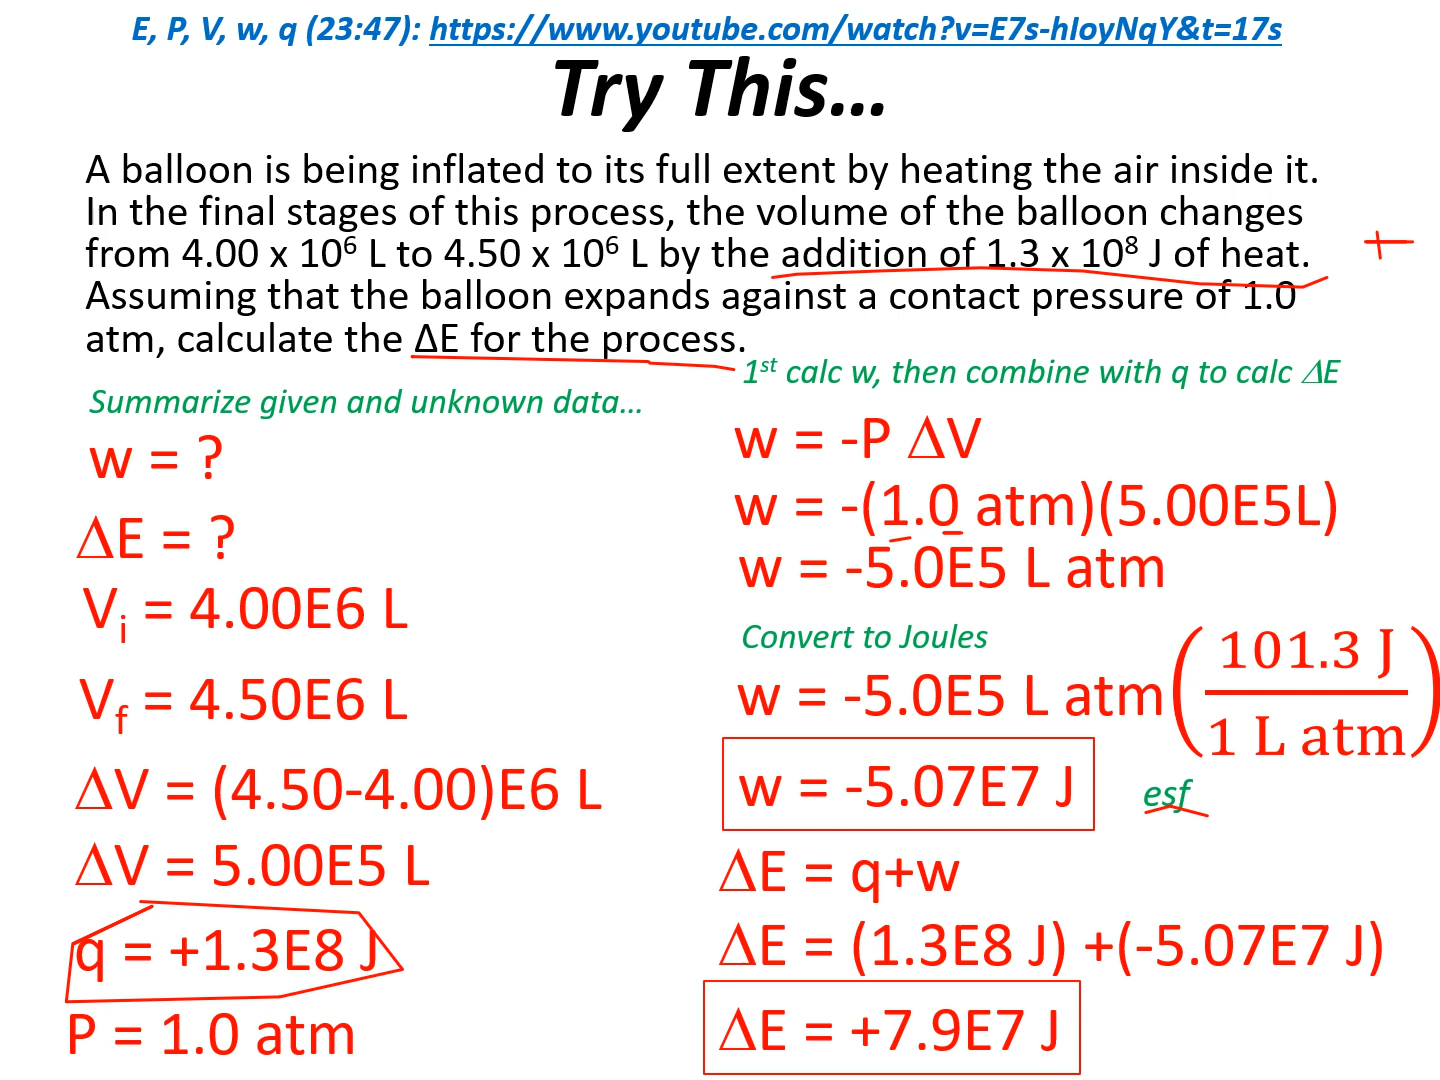 E, P, V, w, q (23:47): https://www.youtube.com/watch?v=E7s-hIoyNqY&t=17s
Try This...
A balloon is being inflated to its full extent by heating the air inside it.
In the final stages of this process, the volume of the balloon changes
from 4.00 x 10⁶ L to 4.50 x 10⁶ L by the addition of 1.3 x 10⁸ J of heat.
+
Assuming that the balloon expands against a contact pressure of 1.0
atm, calculate the ΔE for the process.
1st calc w, then combine with q to calc ΔE
Summarize given and unknown data...
w = ?
ΔE = ?
Vi = 4.00E6 L
Vf = 4.50E6 L
ΔV = (4.50-4.00)E6 L
ΔV = 5.00E5 L
q = +1.3E8 J
P = 1.0 atm
w = -P ΔV
w = -(1.0 atm)(5.00E5L)
w = -5.0E5 L atm
Convert to Joules
w = -5.0E5 L atm(101.3 J / 1 L atm)
w = -5.07E7 J
esf
ΔE = q+w
ΔE = (1.3E8 J) +(-5.07E7 J)
ΔE = +7.9E7 J